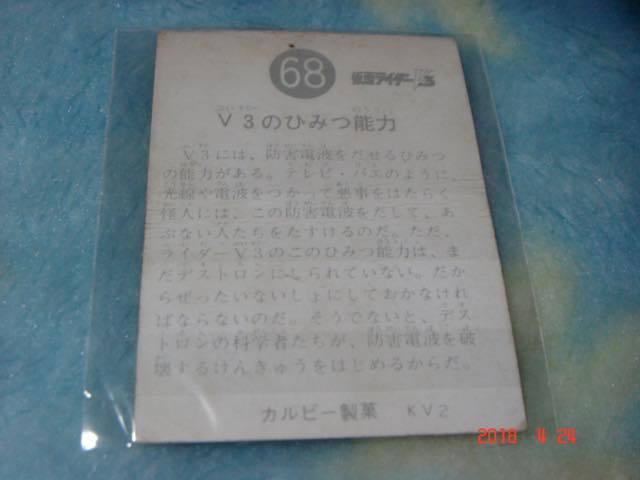 68 仮面ライダーV3
V3のひみつ能力
V3には、防害電波をだせるひみつ
の能力がある。テレビ・バエのように、
光線や電波をつかって悪事をはたらく
怪人には、この防害電波をだして、あ
ぶない人たちをたすけるのだ。ただ、
ライダーV3のこのひみつ能力は、ま
だデストロンにしられていない。だか
らぜったいないしょにしておかなけれ
ばならないのだ。そうでないと、デス
トロンの科学者たちが、防害電波を破
壊するけんきゅうをはじめるからだ。
カルビー製菓 KV2
2018 4 24